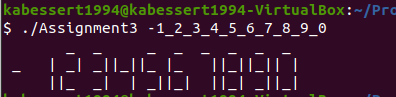 kabessert1994@kabessert1994-VirtualBox:~/Pro
$ ./Assignment3 -1_2_3_4_5_6_7_8_9_0